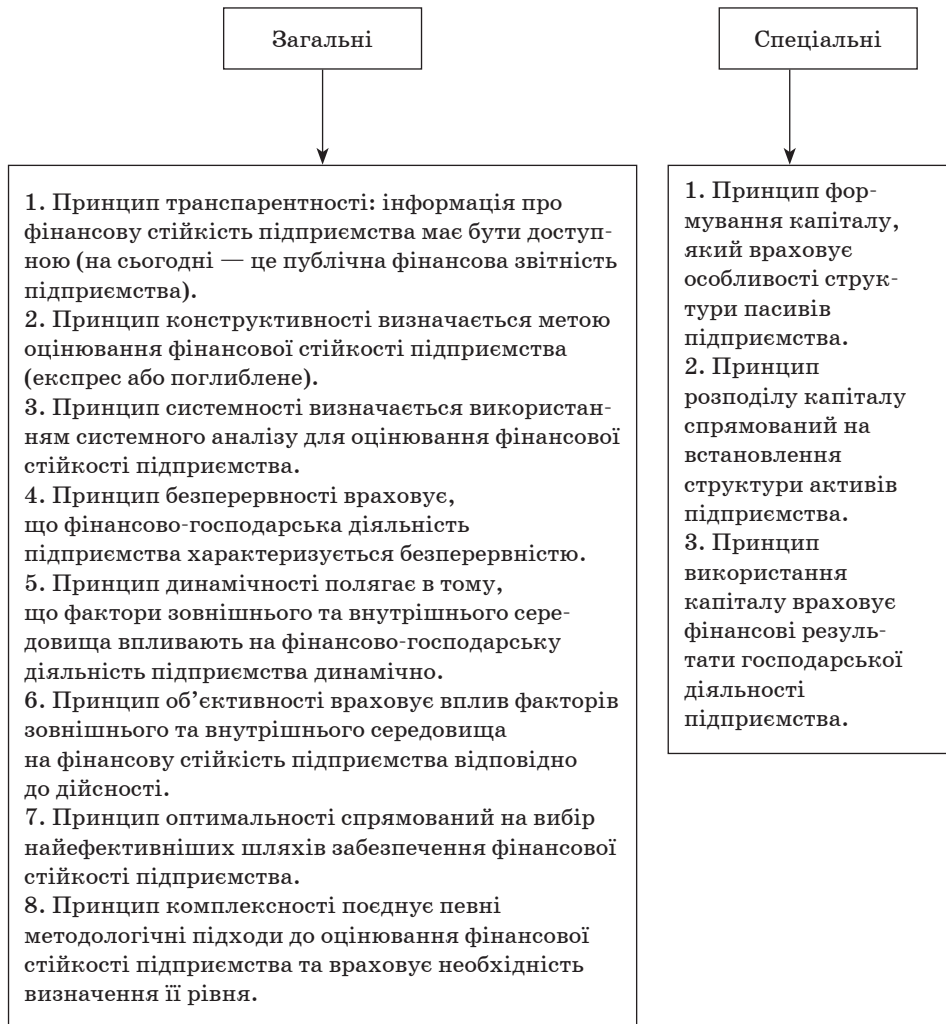 Загальні
Спеціальні
1. Принцип транспарентності: інформація про
фінансову стійкість підприємства має бути доступ-
ною (на сьогодні — це публічна фінансова звітність
підприємства).
2. Принцип конструктивності визначається метою
оцінювання фінансової стійкості підприємства
(експрес або поглиблене).
3. Принцип системності визначається використан-
ням системного аналізу для оцінювання фінансової
стійкості підприємства.
4. Принцип безперервності враховує,
що фінансово-господарська діяльність
підприємства характеризується безперервністю.
5. Принцип динамічності полягає в тому,
що фактори зовнішнього та внутрішнього сере-
довища впливають на фінансово-господарську
діяльність підприємства динамічно.
6. Принцип об’єктивності враховує вплив факторів
зовнішнього та внутрішнього середовища
на фінансову стійкість підприємства відповідно
до дійсності.
7. Принцип оптимальності спрямований на вибір
найефективніших шляхів забезпечення фінансової
стійкості підприємства.
8. Принцип комплексності поєднує певні
методологічні підходи до оцінювання фінансової
стійкості підприємства та враховує необхідність
визначення її рівня.
1. Принцип фор-
мування капіталу,
який враховує
особливості струк-
тури пасивів
підприємства.
2. Принцип
розподілу капіталу
спрямований на
встановлення
структури активів
підприємства.
3. Принцип
використання
капіталу враховує
фінансові резуль-
тати господарської
діяльності
підприємства.